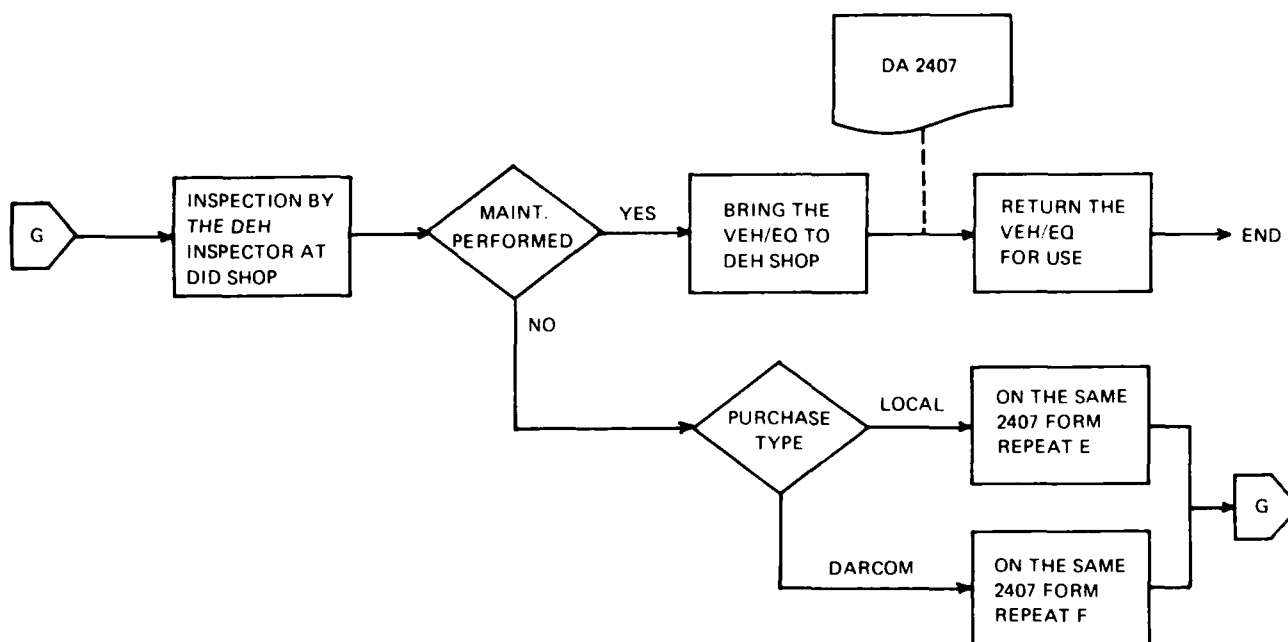 DA 2407
G
INSPECTION BY
THE DEH
INSPECTOR AT
DID SHOP
MAINT.
PERFORMED
YES
BRING THE
VEH/EQ TO
DEH SHOP
RETURN THE
VEH/EQ
FOR USE
END
NO
PURCHASE
TYPE
LOCAL
ON THE SAME
2407 FORM
REPEAT E
G
DARCOM
ON THE SAME
2407 FORM
REPEAT F